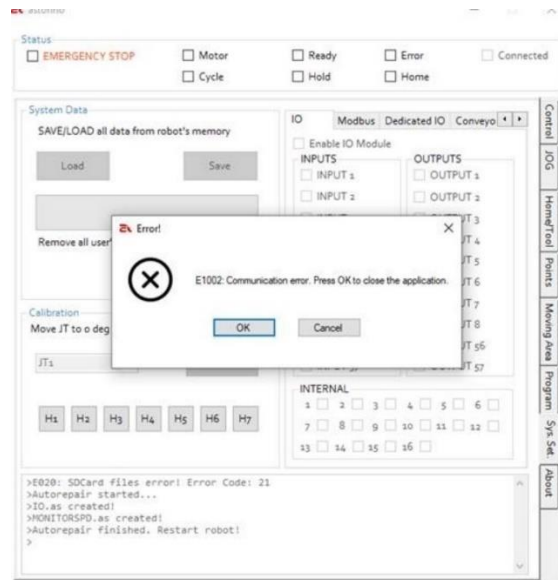 astorino
Status
EMERGENCY STOP Motor Ready Error Connected
Cycle Hold Home
System Data
SAVE/LOAD all data from robot's memory
Load Save
Remove all user'
Calibration
Move JT to 0 deg
JT1
H1 H2 H3 H4 H5 H6 H7
IO Modbus Dedicated IO Conveyo
Enable IO Module
INPUTS OUTPUTS
INPUT 1 OUTPUT 1
INPUT 2 OUTPUT 2
UT 3
UT 4
UT 5
UT 6
UT 7
UT 8
UT 56
UT 57
INTERNAL
1 2 3 4 5 6
7 8 9 10 11 12
13 14 15 16
Error!
E1002: Communication error. Press OK to close the application.
OK Cancel
Control
JOG
Home/Tool
Points
Moving Area
Program
Sys. Set.
About
>E020: SDCard files error! Error Code: 21
>Autorepair started...
>IO.as created!
>MONITORSPD.as created!
>Autorepair finished. Restart robot!
>